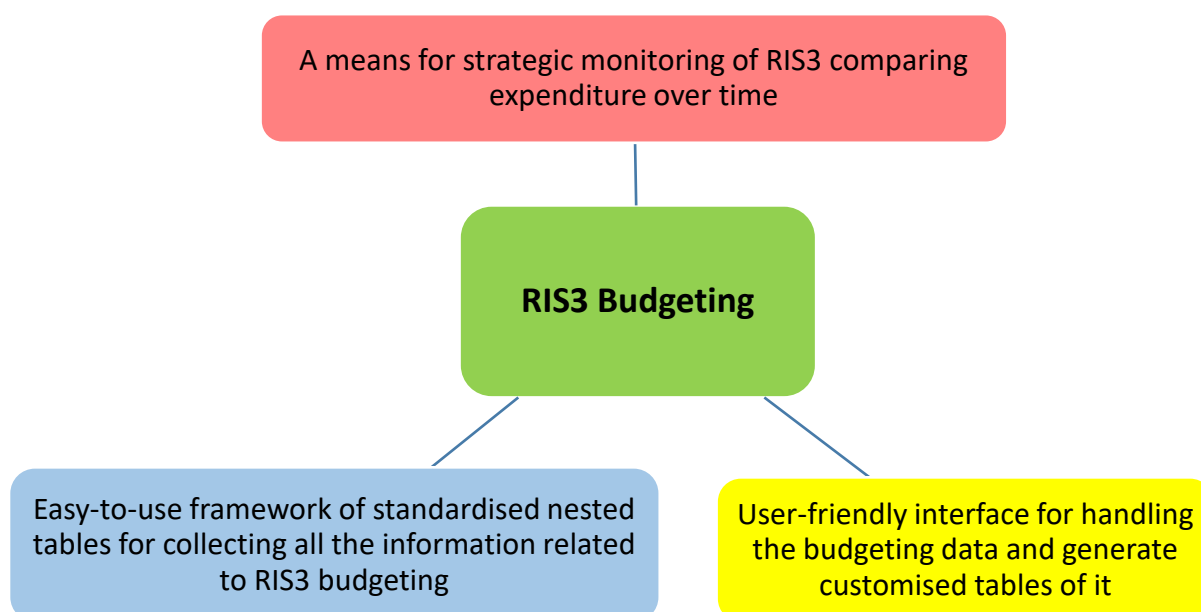 A means for strategic monitoring of RIS3 comparing
expenditure over time
RIS3 Budgeting
Easy-to-use framework of standardised nested
tables for collecting all the information related
to RIS3 budgeting
User-friendly interface for handling
the budgeting data and generate
customised tables of it